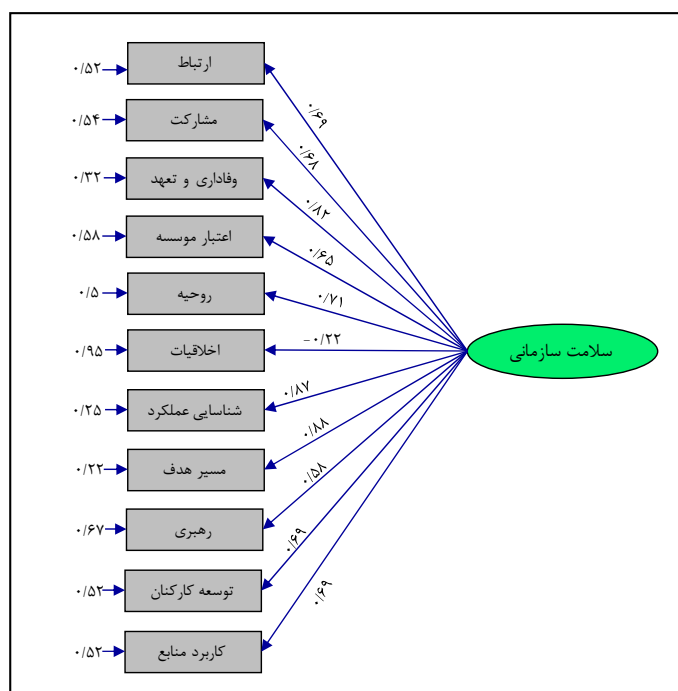 ارتباط
۰/۵۲
۰/۶۹
مشارکت
۰/۵۴
۰/۶۸
وفاداری و تعهد
۰/۳۲
۰/۸۲
اعتبار موسسه
۰/۵۸
۰/۶۵
روحیه
۰/۵
۰/۷۱
اخلاقیات
۰/۹۵
-۰/۲۲
سلامت سازمانی
شناسایی عملکرد
۰/۲۵
۰/۸۷
مسیر هدف
۰/۲۲
۰/۸۸
رهبری
۰/۶۷
۰/۵۸
توسعه کارکنان
۰/۵۲
۰/۶۹
کاربرد منابع
۰/۵۲
۰/۶۹